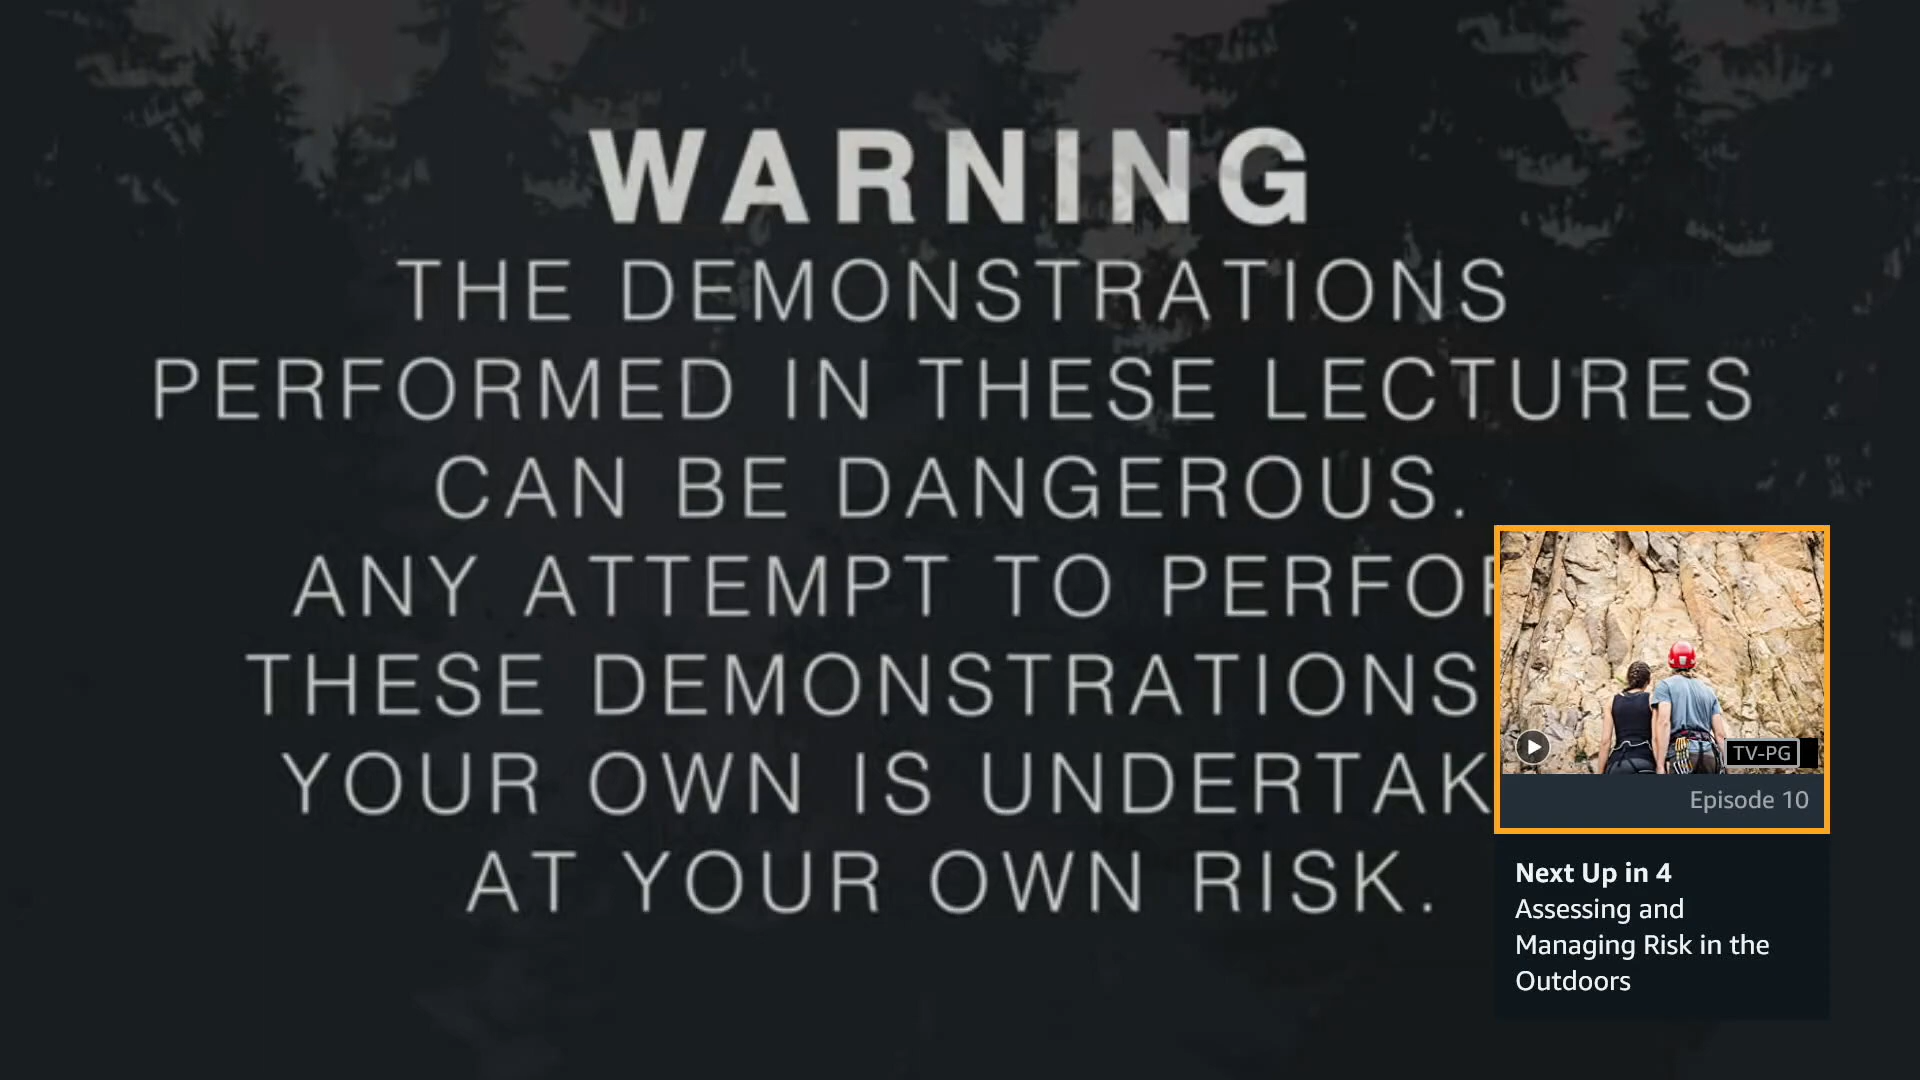 WARNING
THE DEMONSTRATIONS
PERFORMED IN THESE LECTURES
CAN BE DANGEROUS.
ANY ATTEMPT TO PERFO
THESE DEMONSTRATIONS
YOUR OWN IS UNDERTAK
AT YOUR OWN RISK.
TV-PG
Episode 10
Next Up in 4
Assessing and
Managing Risk in the
Outdoors